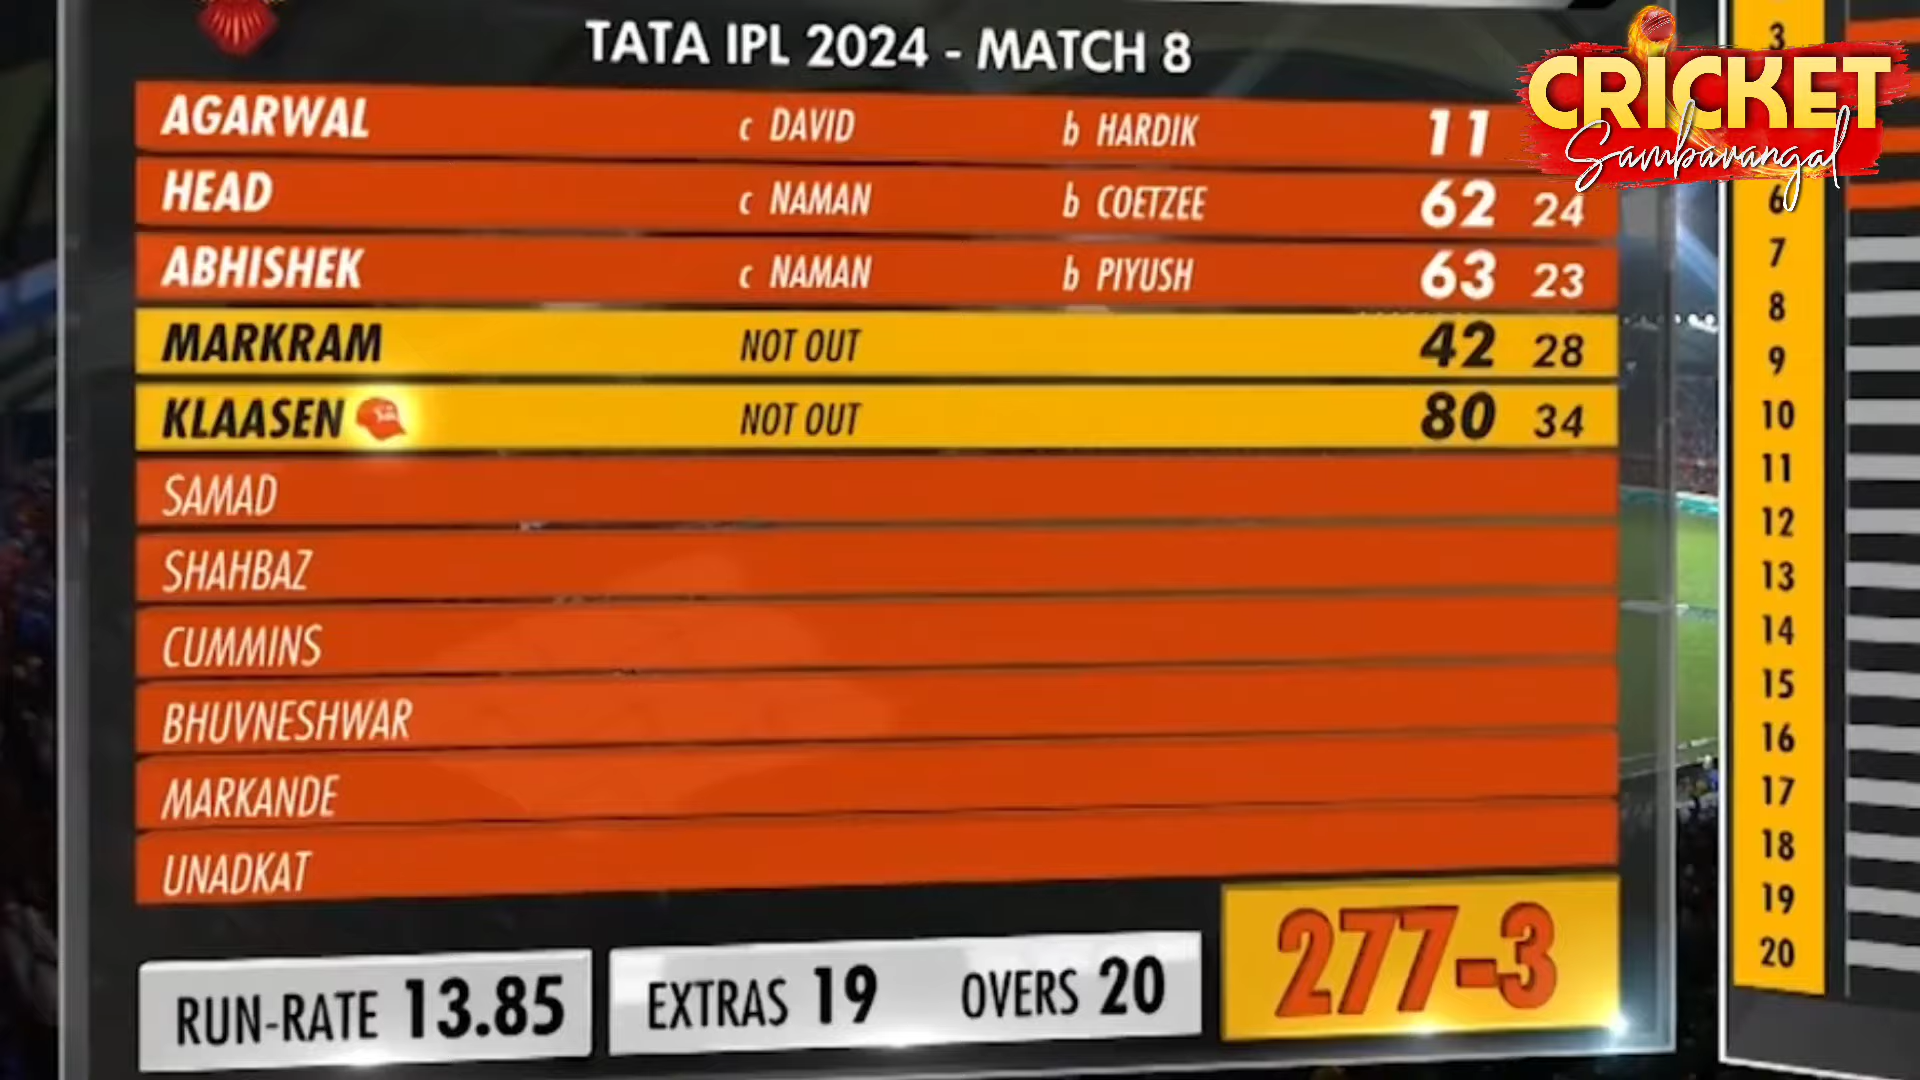 TATA IPL 2024 - MATCH 8
AGARWAL c DAVID b HARDIK 11
HEAD c NAMAN b COETZEE 62 24
ABHISHEK c NAMAN b PIYUSH 63 23
MARKRAM NOT OUT 42 28
KLAASEN NOT OUT 80 34
SAMAD
SHAHBAZ
CUMMINS
BHUVNESHWAR
MARKANDE
UNADKAT
RUN-RATE 13.85 EXTRAS 19 OVERS 20 277-3
CRICKET
Sambavangal
3
6
7
8
9
10
11
12
13
14
15
16
17
18
19
20